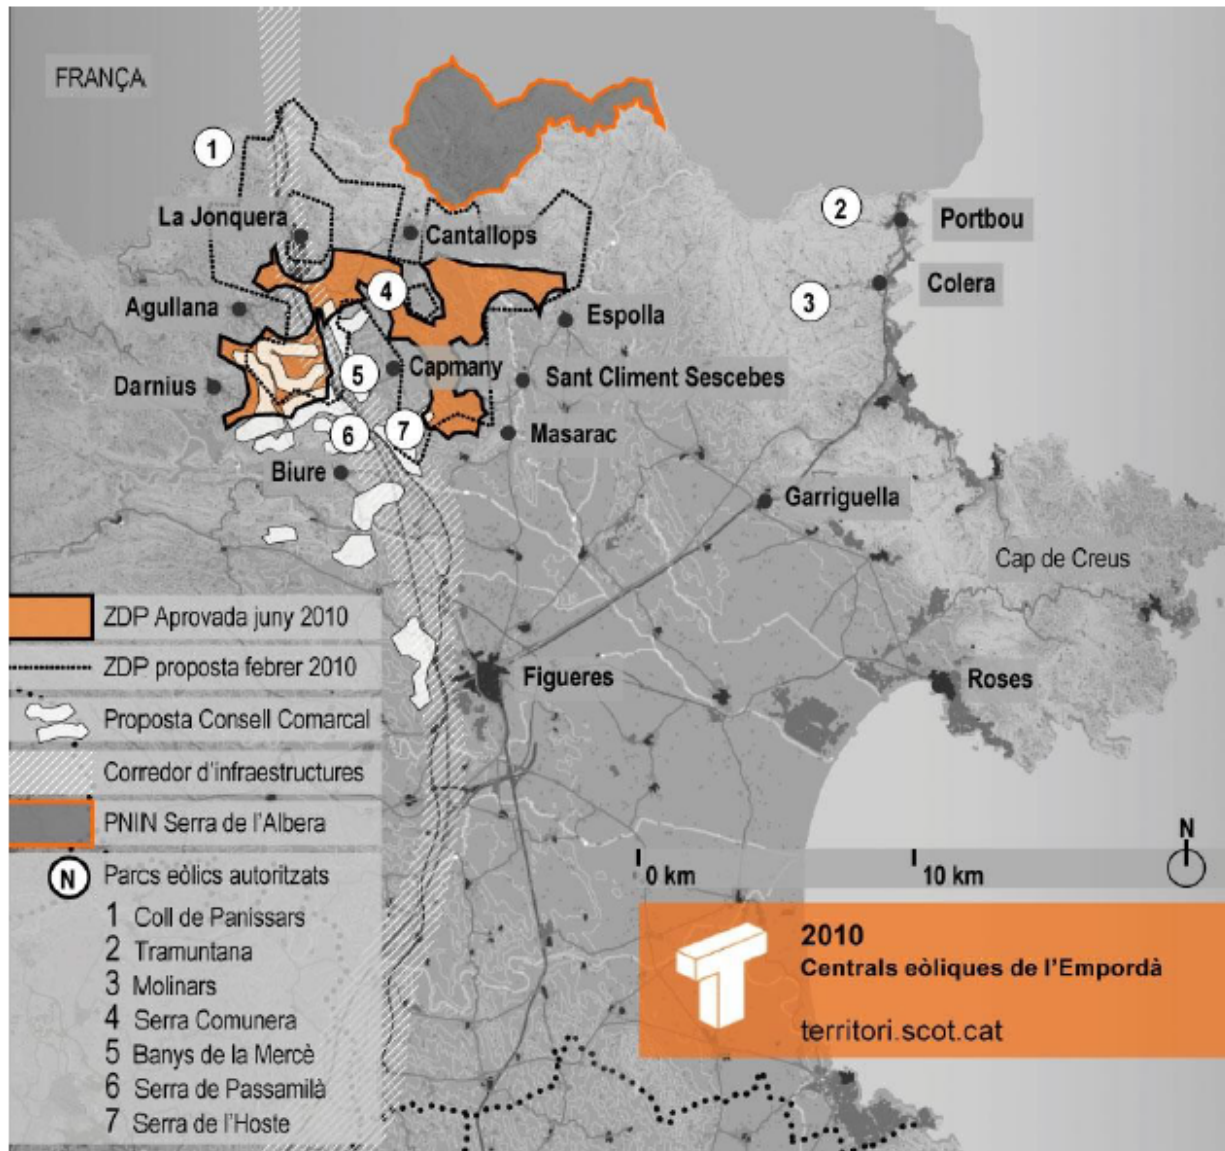 FRANÇA
1
La Jonquera
Cantallops
2
Portbou
4
3
Colera
Agullana
Espolla
5
Capmany
Darnius
Sant Climent Sescebes
6
7
Masarac
Biure
Garriguella
Cap de Creus
ZDP Aprovada juny 2010
ZDP proposta febrer 2010
Figueres
Roses
Proposta Consell Comarcal
Corredor d'infraestructures
PNIN Serra de l'Albera
N
N Parcs eòlics autoritzats
0 km
10 km
1 Coll de Panissars
2 Tramuntana
3 Molinars
4 Serra Comunera
5 Banys de la Mercè
6 Serra de Passamilà
7 Serra de l'Hoste
T
2010
Centrals eòliques de l'Empordà
territori.scot.cat